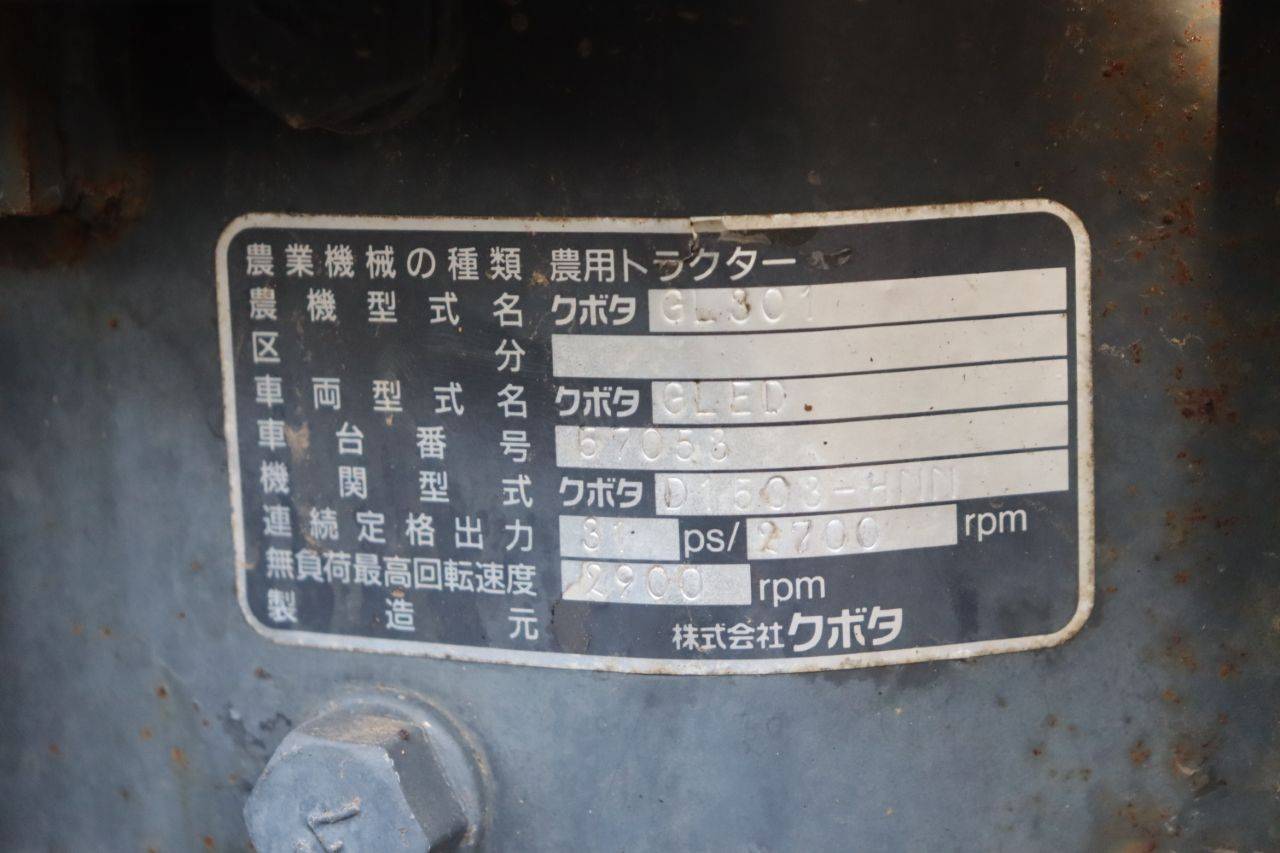 農業機械の種類 農用トラクター
農機型式名 クボタ GL301
区分
車両型式名 クボタ GLED
車台番号 57053
機関型式 クボタ D1503-HNN
連続定格出力 31 ps/ 2700 rpm
無負荷最高回転速度 2900 rpm
製造元 株式会社クボタ